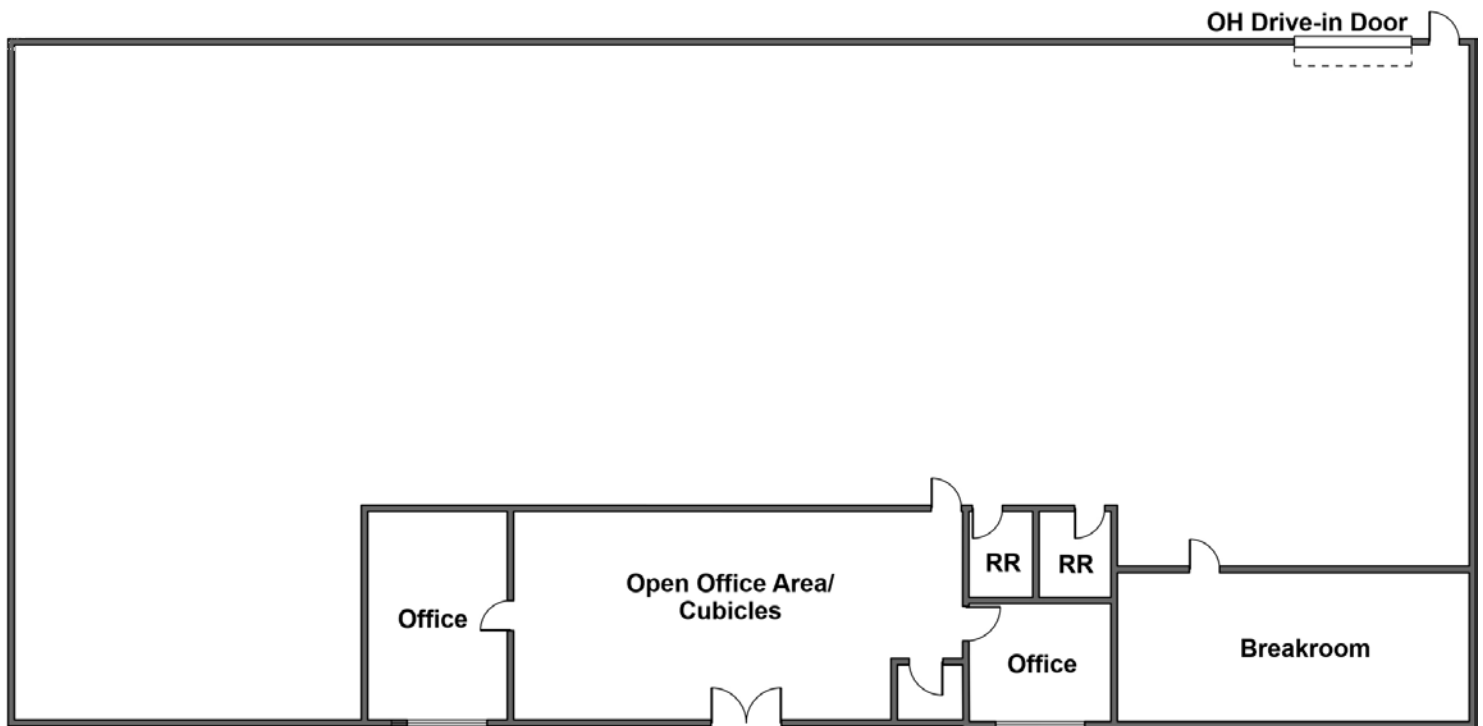 OH Drive-in Door
Office
Open Office Area/
Cubicles
RR
RR
Office
Breakroom